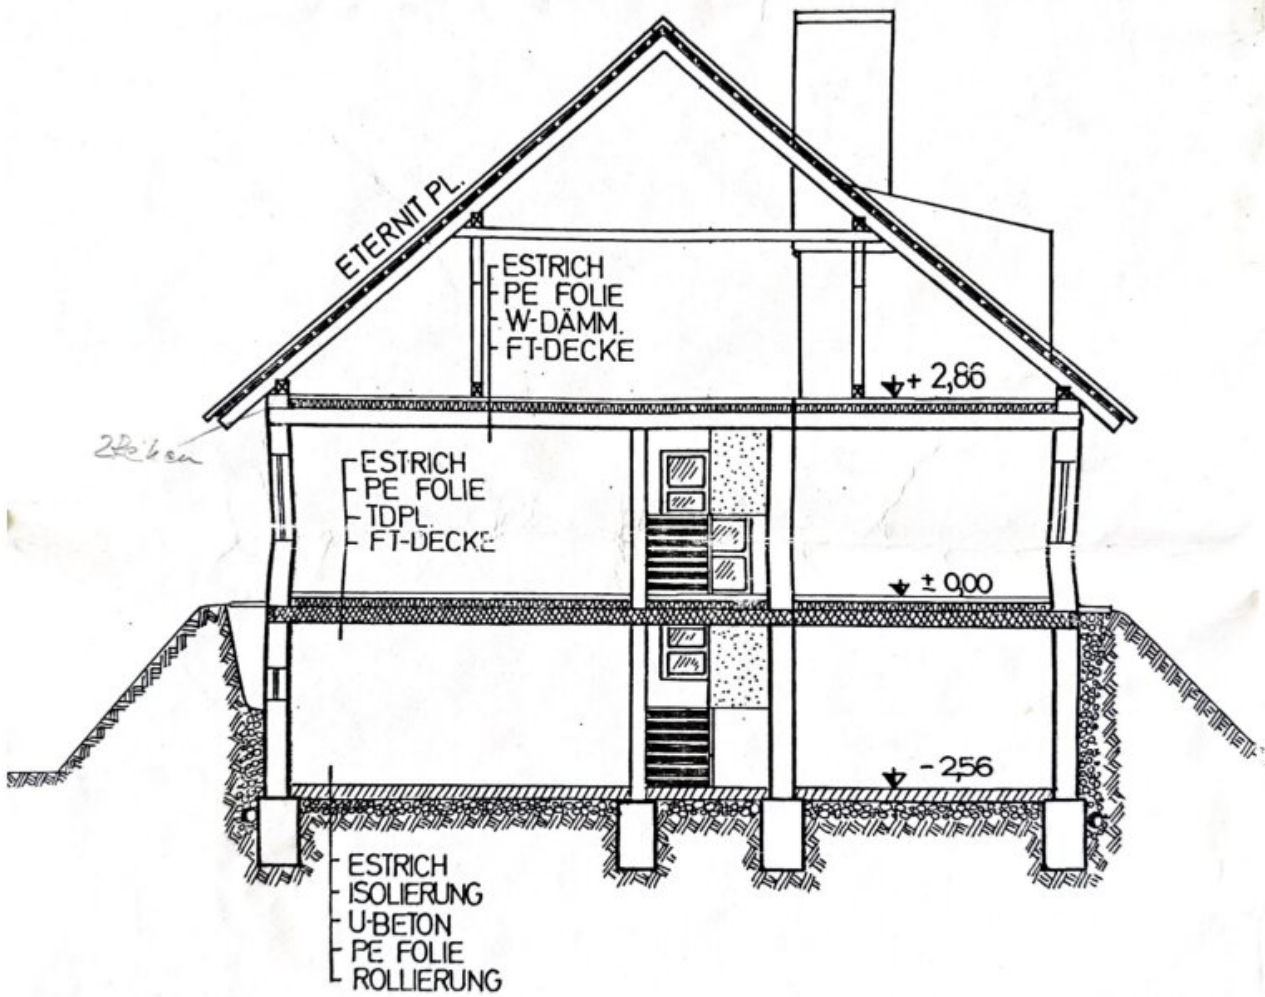 ETERNIT PL.
ESTRICH
PE FOLIE
W-DÄMM.
FT-DECKE
+ 2,86
ESTRICH
PE FOLIE
TDPL.
FT-DECKE
± 0,00
- 2,56
ESTRICH
ISOLIERUNG
U-BETON
PE FOLIE
ROLLIERUNG